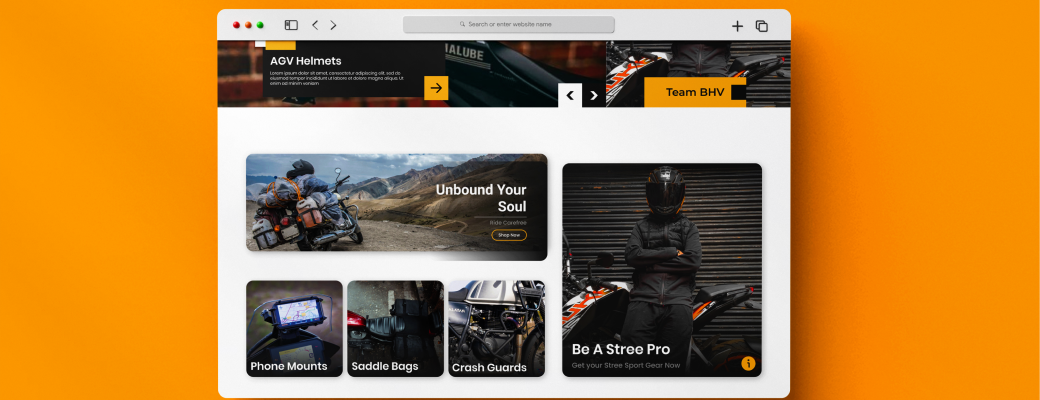 Search or enter website name
AGV Helmets
Lorem ipsum dolor sit amet, consectetur adipiscing elit, sed do
eiusmod tempor incididunt ut labore et dolore magna aliqua. Ut
enim ad minim veniam
IALUBE
Team BHV
Unbound Your
Soul
Ride Carefree
Shop Now
Phone Mounts
Saddle Bags
Crash Guards
Be A Stree Pro
Get your Stree Sport Gear Now